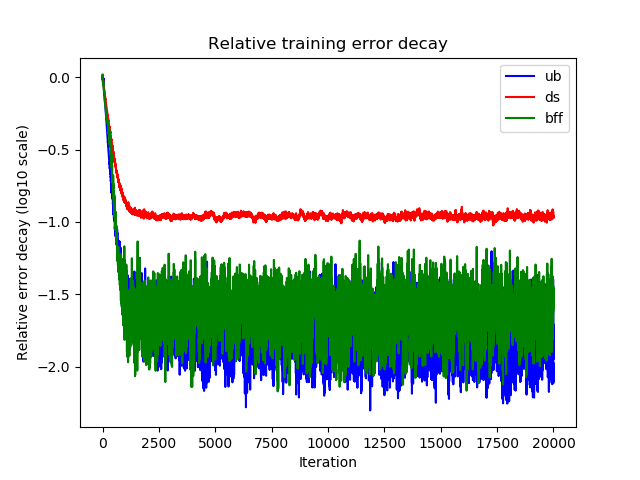 Relative training error decay
Relative error decay (log10 scale)
0.0
−0.5
−1.0
−1.5
−2.0
ub
ds
bff
0 2500 5000 7500 10000 12500 15000 17500 20000
Iteration